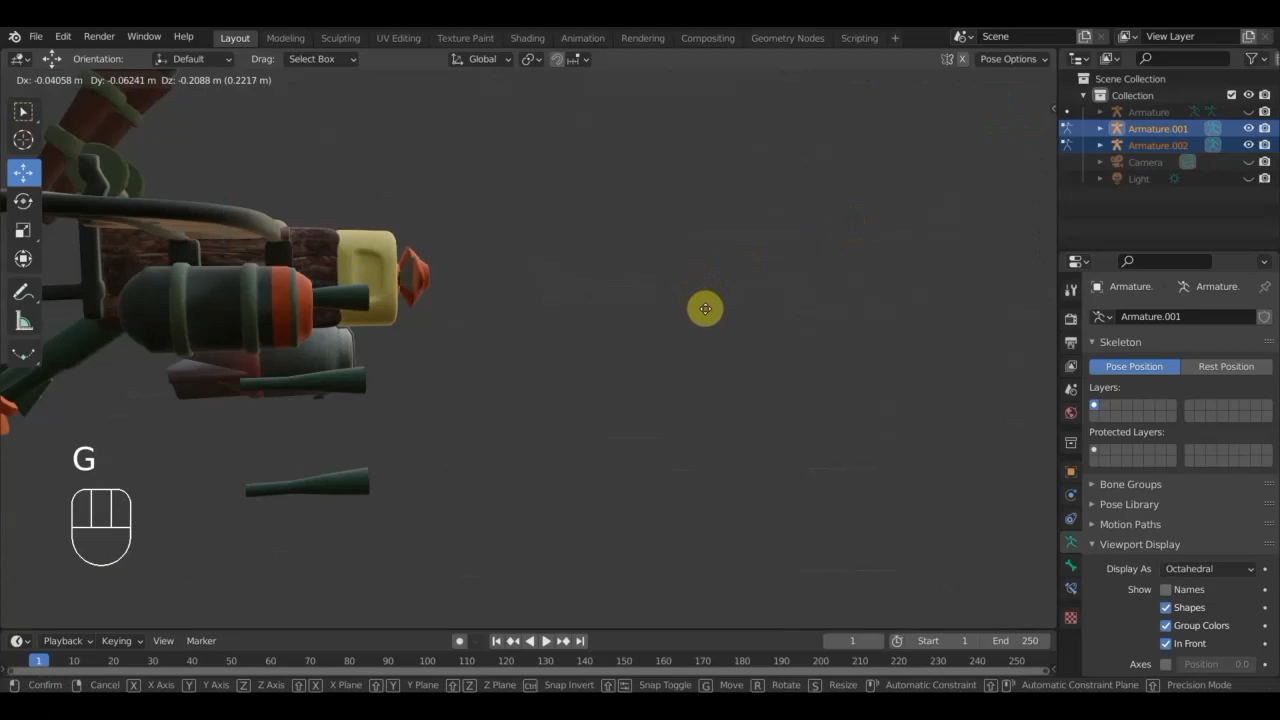 File Edit Render Window Help Layout Modeling Sculpting UV Editing Texture Paint Shading Animation Rendering Compositing Geometry Nodes Scripting + Scene View Layer
Orientation: Default Drag: Select Box Global X Pose Options
Dx: -0.04058 m Dy: -0.06241 m Dz: -0.2088 m (0.2217 m)
Scene Collection
Collection
Armature
Armature.001
Armature.002
Camera
Light
Armature. Armature.
Armature.001
Skeleton
Pose Position Rest Position
Layers:
Protected Layers:
Bone Groups
Pose Library
Motion Paths
Viewport Display
Display As Octahedral
Show Names
Shapes
Group Colors
In Front
Axes Position 0.0
G
Playback Keying View Marker 1 Start 1 End 250
1 10 20 30 40 50 60 70 80 90 100 110 120 130 140 150 160 170 180 190 200 210 220 230 240 250
Confirm Cancel X X Axis Y Y Axis Z Z Axis X X Plane Y Y Plane Z Z Plane Ctrl Snap Invert Snap Toggle G Move R Rotate S Resize Automatic Constraint Automatic Constraint Plane Precision Mode